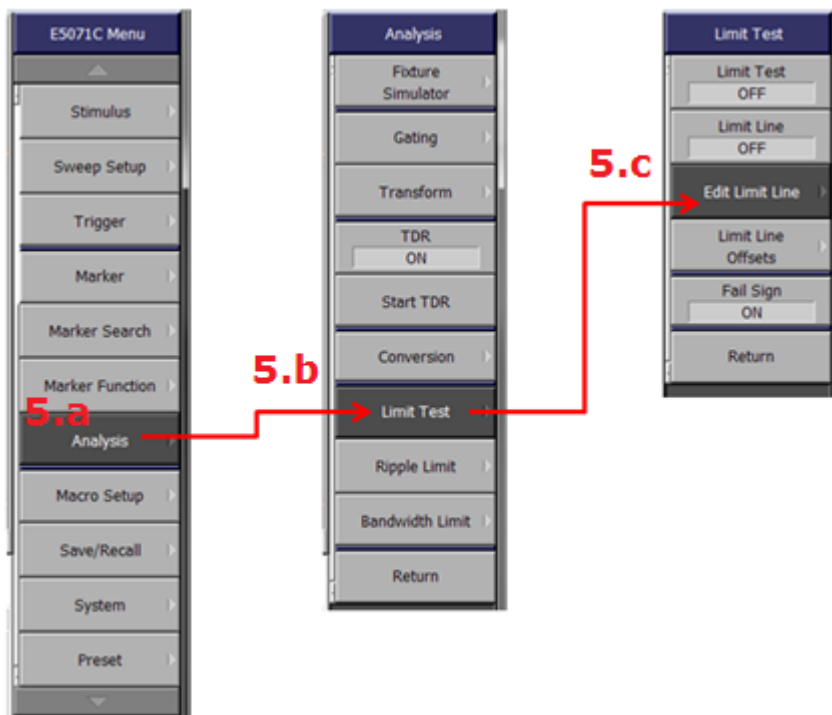 E5071C Menu
Stimulus
Sweep Setup
Trigger
Marker
Marker Search
Marker Function
5.a
Analysis
Macro Setup
Save/Recall
System
Preset
5.b
Analysis
Fixture
Simulator
Gating
Transform
TDR
ON
Start TDR
Conversion
Limit Test
Ripple Limit
Bandwidth Limit
Return
5.c
Limit Test
Limit Test
OFF
Limit Line
OFF
Edit Limit Line
Limit Line
Offsets
Fail Sign
ON
Return